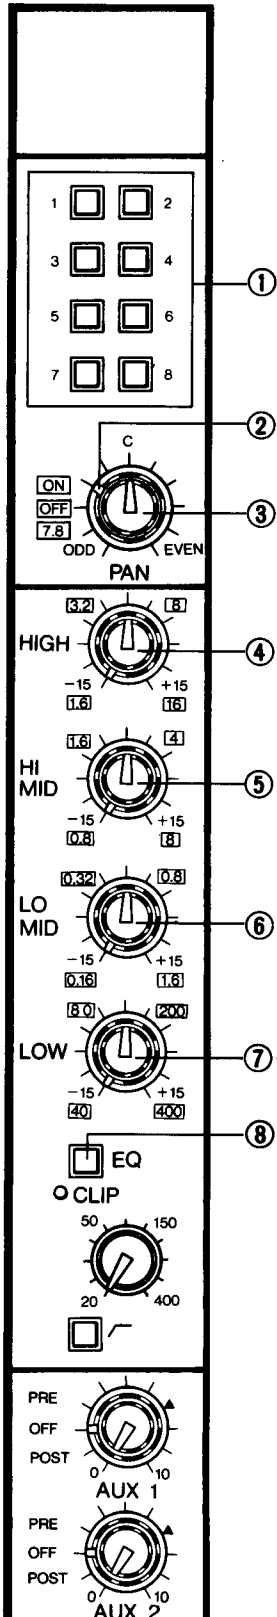 1 2
3 4
①
5 6
7 8
②
C
ON
OFF
③
7.8
ODD EVEN
PAN
3.2 8
HIGH
④
-15 +15
1.6 16
1.6 4
HI
MID
⑤
-15 +15
0.8 8
0.32 0.8
LO
MID
⑥
-15 +15
0.16 1.6
80 200
LOW
⑦
-15 +15
40 400
EQ
⑧
CLIP
50 150
20 400
PRE
OFF
POST
0 10
AUX 1
PRE
OFF
POST
0 10
AUX 2